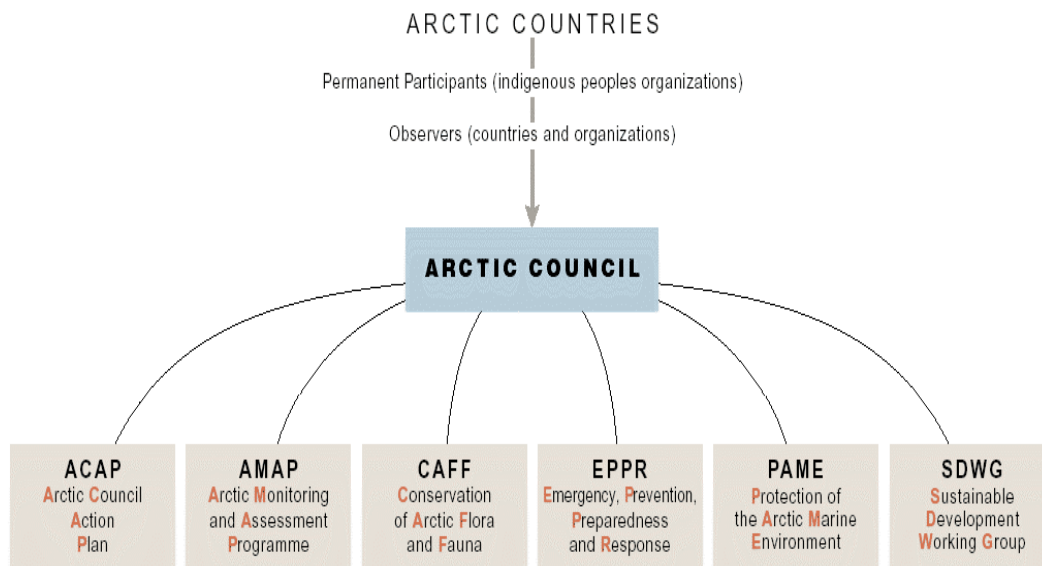 ARCTIC COUNTRIES
Permanent Participants (indigenous peoples organizations)
Observers (countries and organizations)
ARCTIC COUNCIL
ACAP
Arctic Council
Action
Plan
AMAP
Arctic Monitoring
and Assessment
Programme
CAFF
Conservation
of Arctic Flora
and Fauna
EPPR
Emergency, Prevention,
Preparedness
and Response
PAME
Protection of
the Arctic Marine
Environment
SDWG
Sustainable
Development
Working Group